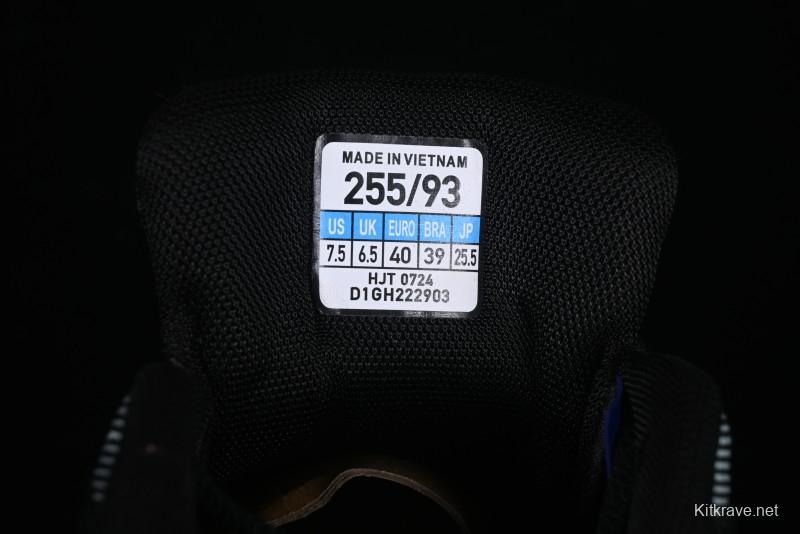 MADE IN VIETNAM
255/93
US UK EURO BRA JP
7.5 6.5 40 39 25.5
HJT 0724
D1GH222903
Kitkrave.net